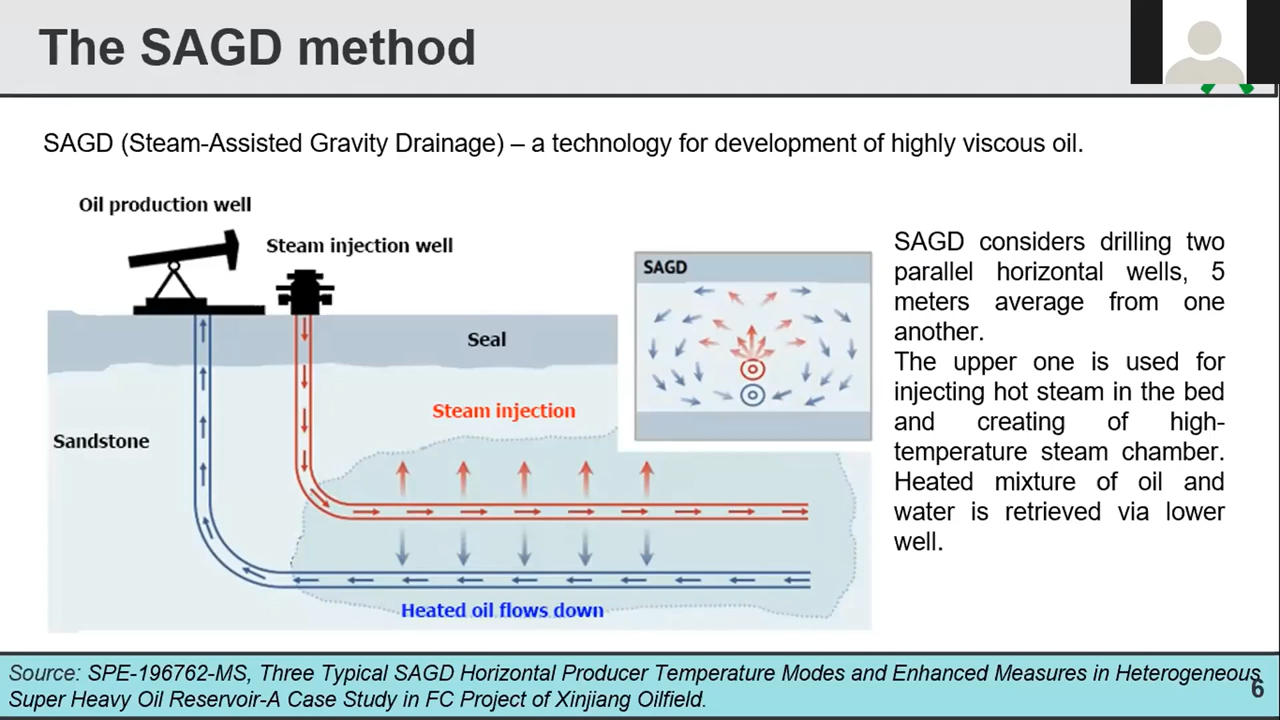 The SAGD method
SAGD (Steam-Assisted Gravity Drainage) – a technology for development of highly viscous oil.
Oil production well
Steam injection well
Seal
Steam injection
Sandstone
Heated oil flows down
SAGD
SAGD considers drilling two
parallel horizontal wells, 5
meters average from one
another.
The upper one is used for
injecting hot steam in the bed
and creating of high-
temperature steam chamber.
Heated mixture of oil and
water is retrieved via lower
well.
Source: SPE-196762-MS, Three Typical SAGD Horizontal Producer Temperature Modes and Enhanced Measures in Heterogeneous
Super Heavy Oil Reservoir-A Case Study in FC Project of Xinjiang Oilfield.
6